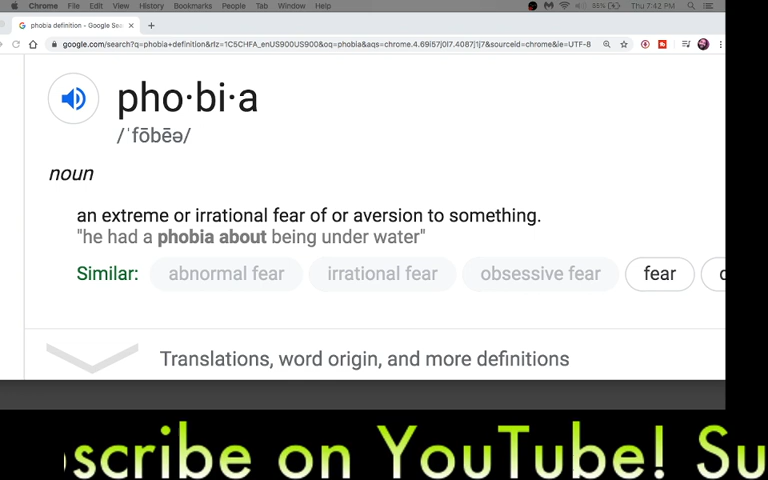 Chrome File Edit View History Bookmarks People Tab Window Help
86% Thu 7:42 PM
phobia definition - Google Sea
google.com/search?q=phobia+definition&rlz=1C5CHFA_enUS900US900&oq=phobia&aqs=chrome.4.69i57j0l7.4087j1j7&sourceid=chrome&ie=UTF-8
pho·bi·a
/ˈfōbēə/
noun
an extreme or irrational fear of or aversion to something.
"he had a phobia about being under water"
Similar: abnormal fear irrational fear obsessive fear fear
Translations, word origin, and more definitions
scribe on YouTube! Su